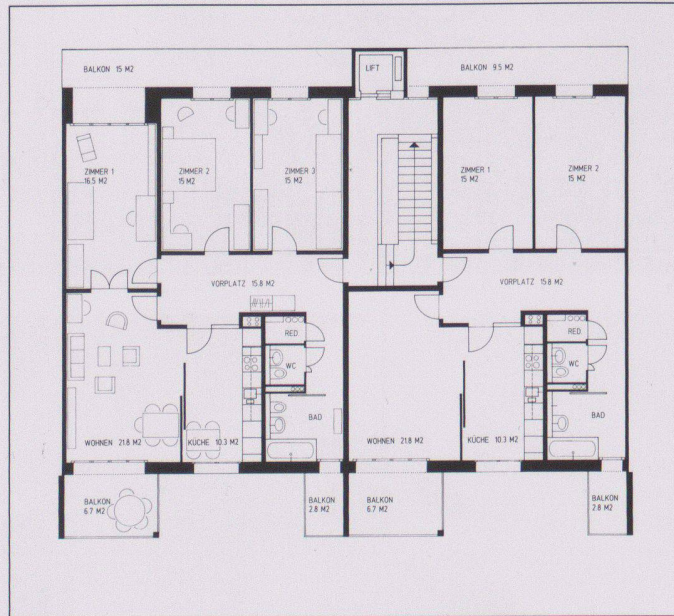 BALKON 15 M2
LIFT
BALKON 9.5 M2
ZIMMER 1
16.5 M2
ZIMMER 2
15 M2
ZIMMER 3
15 M2
ZIMMER 1
15 M2
ZIMMER 2
15 M2
VORPLATZ 15.8 M2
VORPLATZ 15.8 M2
RED.
WC
RED.
WC
BAD
BAD
WOHNEN 21.8 M2
KÜCHE 10.3 M2
WOHNEN 21.8 M2
KÜCHE 10.3 M2
BALKON
6.7 M2
BALKON
2.8 M2
BALKON
6.7 M2
BALKON
2.8 M2